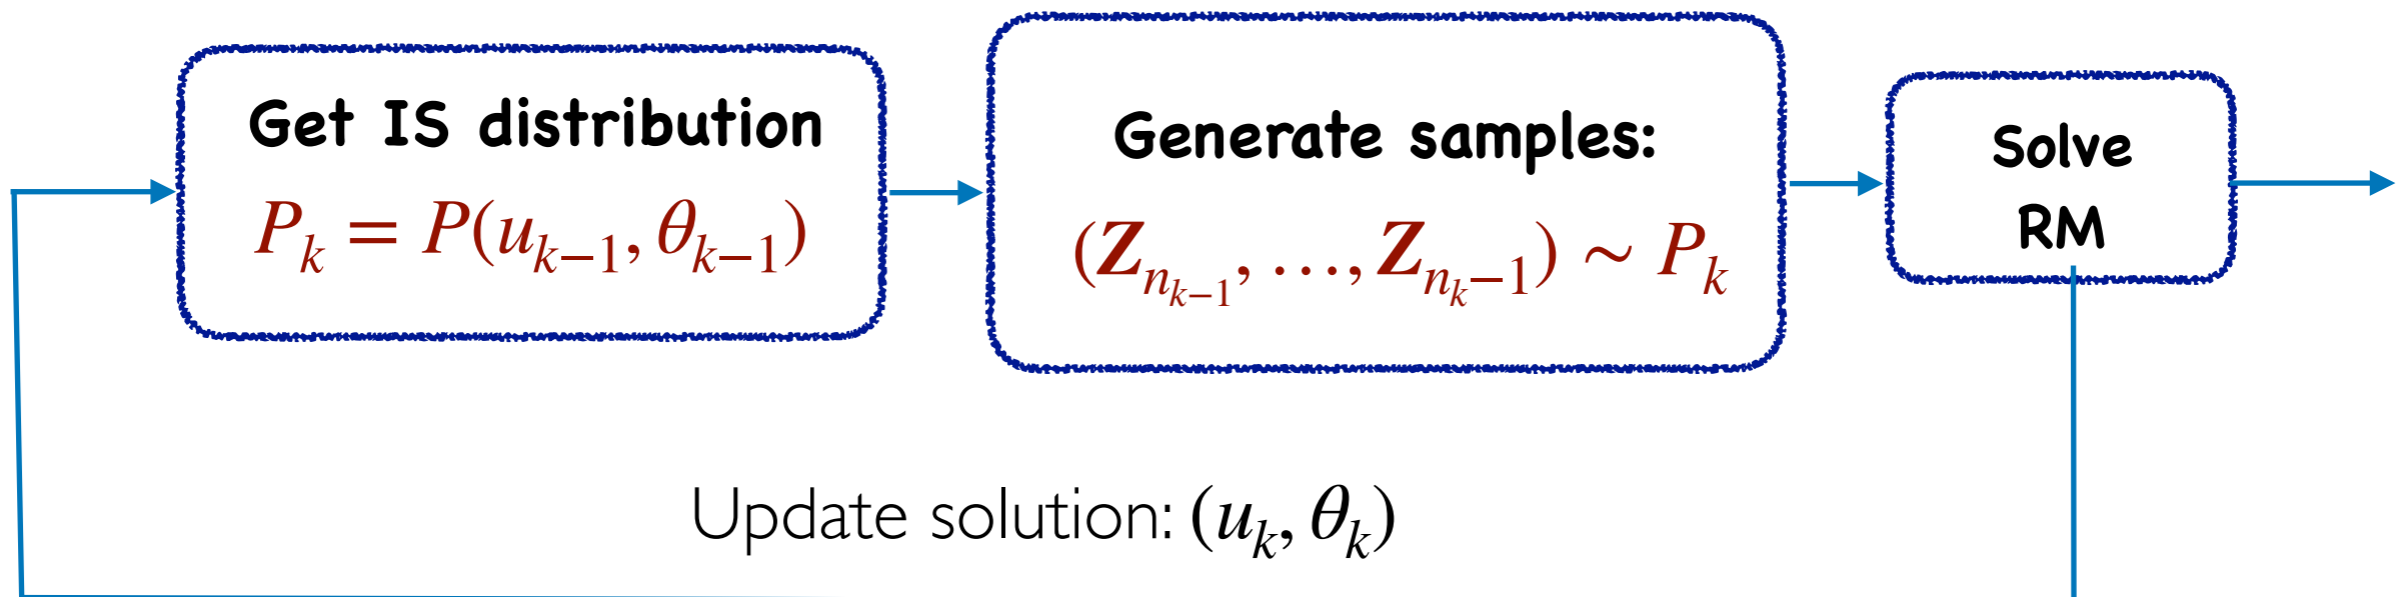 Get IS distribution
P_k = P(u_{k−1}, θ_{k−1})
Generate samples:
(Z_{n_{k−1}}, …, Z_{n_k−1}) ∼ P_k
Solve
RM
Update solution: (u_k, θ_k)